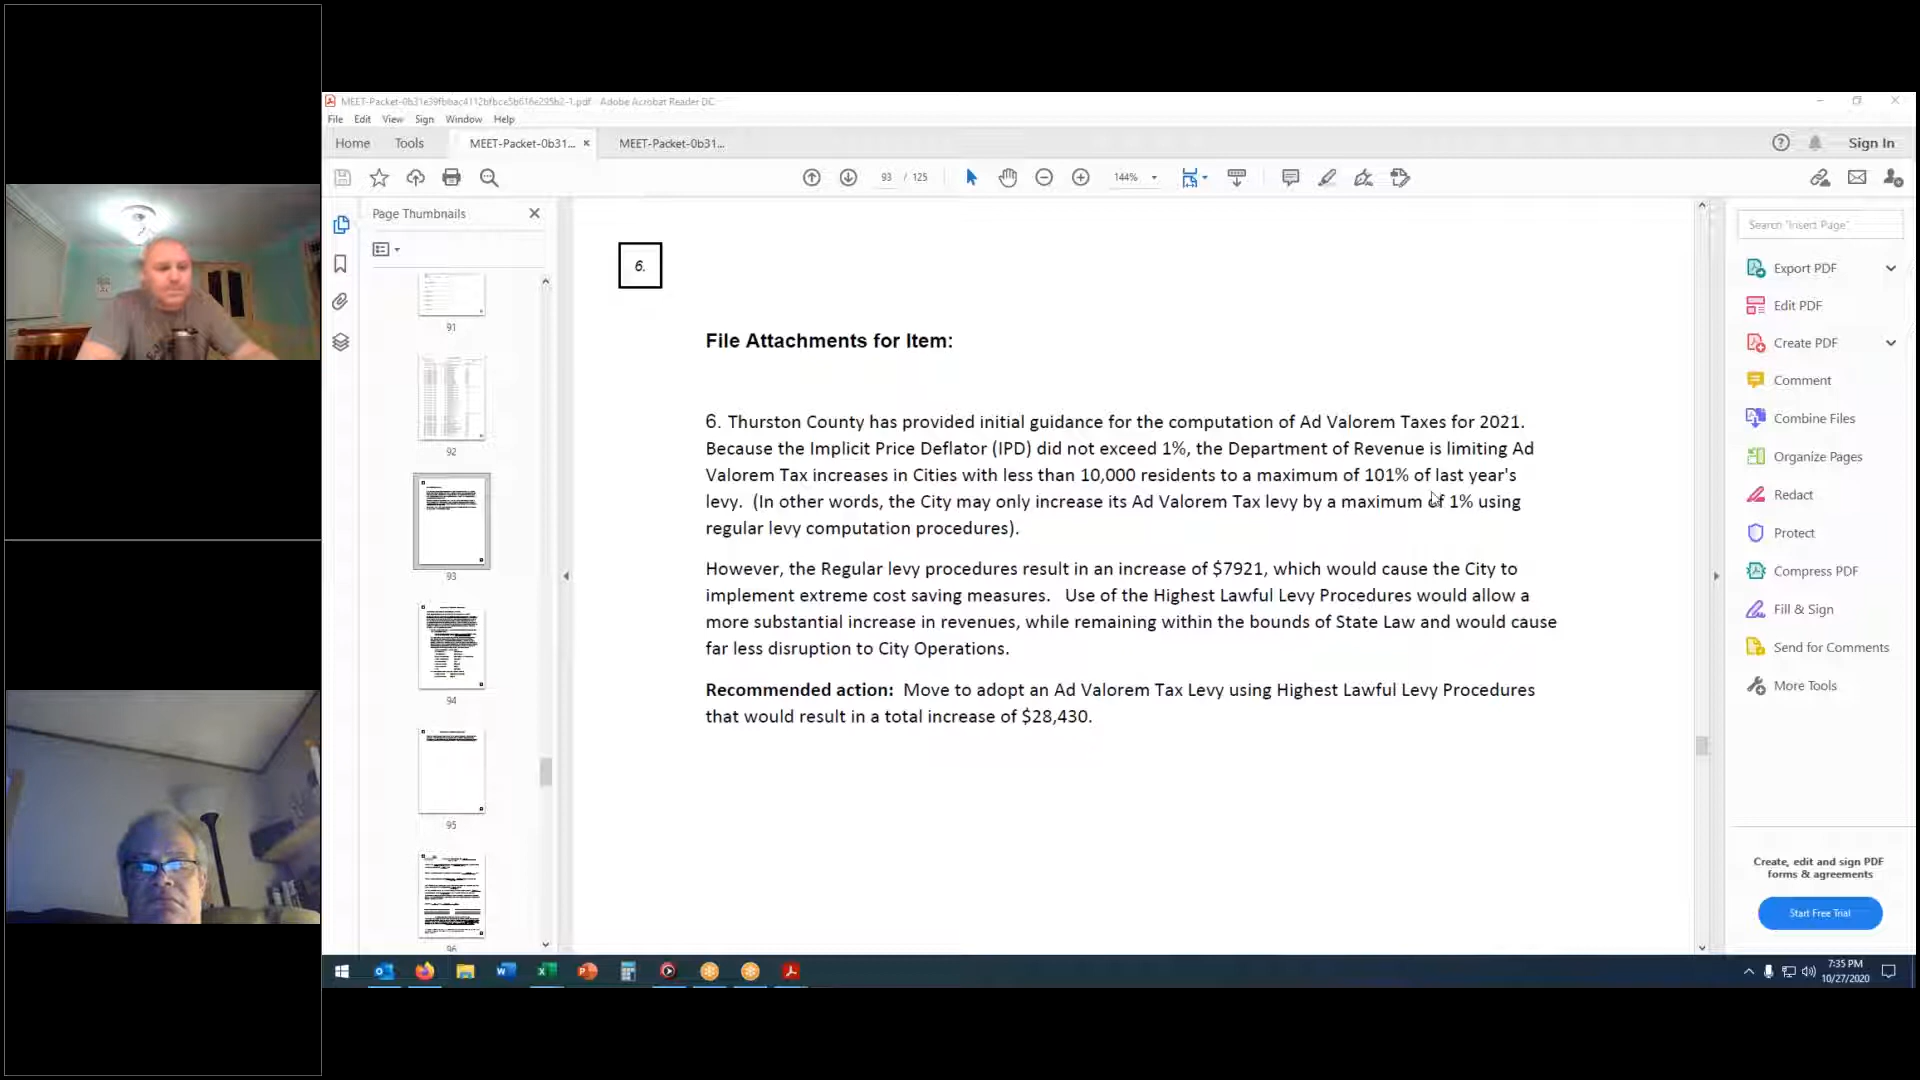 MEET-Packet-0b31e39fbbac4112bfbce5b616e295b2-1.pdf - Adobe Acrobat Reader DC
File Edit View Sign Window Help
Home Tools MEET-Packet-0b31... × MEET-Packet-0b31... Sign In
93 / 125 144%
Page Thumbnails
91
92
93
94
95
96
6.
File Attachments for Item:
6. Thurston County has provided initial guidance for the computation of Ad Valorem Taxes for 2021.
Because the Implicit Price Deflator (IPD) did not exceed 1%, the Department of Revenue is limiting Ad
Valorem Tax increases in Cities with less than 10,000 residents to a maximum of 101% of last year's
levy. (In other words, the City may only increase its Ad Valorem Tax levy by a maximum of 1% using
regular levy computation procedures).
However, the Regular levy procedures result in an increase of $7921, which would cause the City to
implement extreme cost saving measures. Use of the Highest Lawful Levy Procedures would allow a
more substantial increase in revenues, while remaining within the bounds of State Law and would cause
far less disruption to City Operations.
Recommended action: Move to adopt an Ad Valorem Tax Levy using Highest Lawful Levy Procedures
that would result in a total increase of $28,430.
Search "Insert Page"
Export PDF
Edit PDF
Create PDF
Comment
Combine Files
Organize Pages
Redact
Protect
Compress PDF
Fill & Sign
Send for Comments
More Tools
Create, edit and sign PDF
forms & agreements
Start Free Trial
7:35 PM
10/27/2020